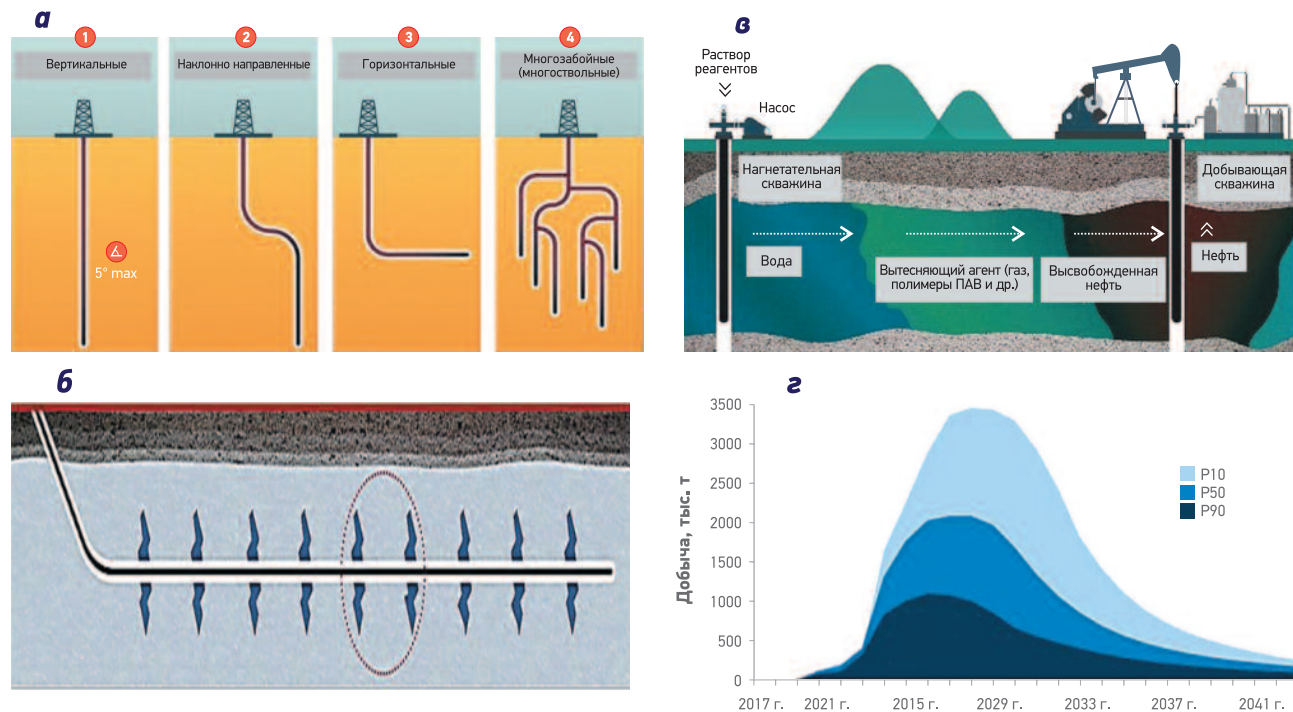 а
1
2
3
4
Вертикальные
Наклонно направленные
Горизонтальные
Многозабойные
(многоствольные)
5° max
в
Раствор
реагентов
Насос
Нагнетательная
скважина
Добывающая
скважина
Вода
Вытесняющий агент (газ,
полимеры ПАВ и др.)
Высвобожденная
нефть
Нефть
б
г
Добыча, тыс. т
3500
3000
2500
2000
1500
1000
500
0
2017 г.
2021 г.
2015 г.
2029 г.
2033 г.
2037 г.
2041 г.
P10
P50
P90